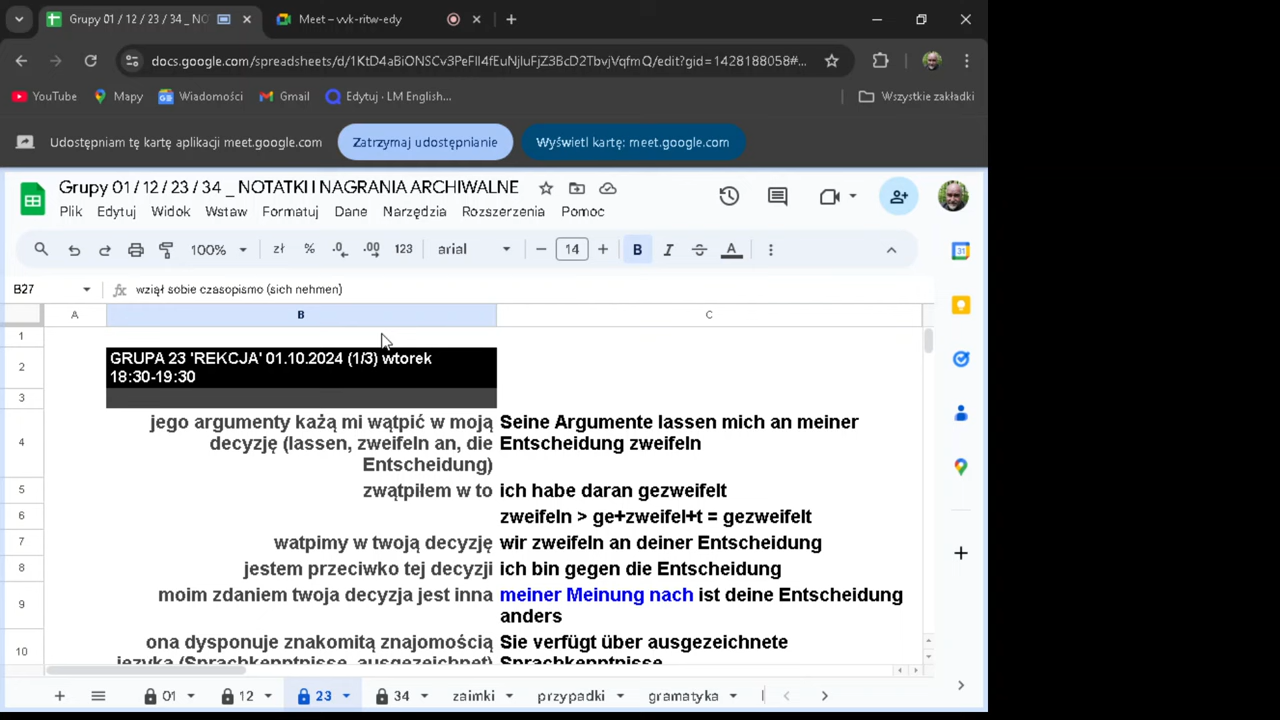 Grupy 01 / 12 / 23 / 34 _ NO
Meet – vvk-ritw-edy
docs.google.com/spreadsheets/d/1KtD4aBiONSCv3PeFlI4fEuNjluFjZ3BcD2TbvjVqfmQ/edit?gid=1428188058#...
YouTube
Mapy
Wiadomości
Gmail
Edytuj · LM English...
Wszystkie zakładki
Udostępniam tę kartę aplikacji meet.google.com
Zatrzymaj udostępnianie
Wyświetl kartę: meet.google.com
Grupy 01 / 12 / 23 / 34 _ NOTATKI I NAGRANIA ARCHIWALNE
Plik Edytuj Widok Wstaw Formatuj Dane Narzędzia Rozszerzenia Pomoc
100% zł % .0 .00 123 arial 14 B I S A
31
B27 fx wziął sobie czasopismo (sich nehmen)
A B C
1
2 GRUPA 23 'REKCJA' 01.10.2024 (1/3) wtorek
18:30-19:30
3
jego argumenty każą mi wątpić w moją Seine Argumente lassen mich an meiner
4 decyzję (lassen, zweifeln an, die Entscheidung zweifeln
Entscheidung)
5 zwątpiłem w to ich habe daran gezweifelt
6 zweifeln > ge+zweifel+t = gezweifelt
7 watpimy w twoją decyzję wir zweifeln an deiner Entscheidung
8 jestem przeciwko tej decyzji ich bin gegen die Entscheidung
9 moim zdaniem twoja decyzja jest inna meiner Meinung nach ist deine Entscheidung
anders
10 ona dysponuje znakomitą znajomością Sie verfügt über ausgezeichnete
języka (Sprachkenntnisse, ausgezeichnet) Sprachkenntnisse
01 12 23 34 zaimki przypadki gramatyka